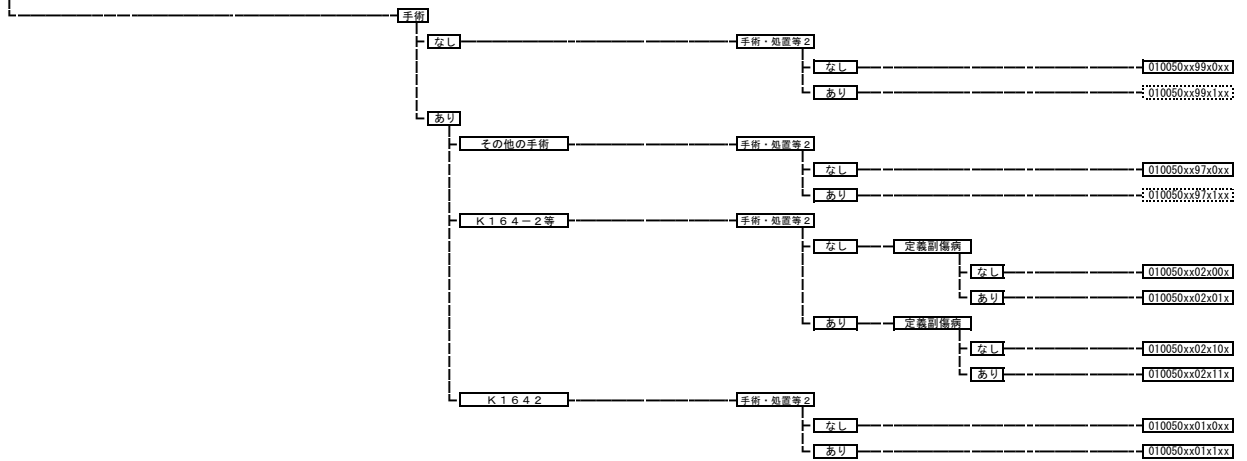 手術
なし
手術・処置等２
なし
010050xx99x0xx
あり
010050xx99x1xx
あり
その他の手術
手術・処置等２
なし
010050xx97x0xx
あり
010050xx97x1xx
Ｋ１６４－２等
手術・処置等２
なし
定義副傷病
なし
010050xx02x00x
あり
010050xx02x01x
あり
定義副傷病
なし
010050xx02x10x
あり
010050xx02x11x
Ｋ１６４２
手術・処置等２
なし
010050xx01x0xx
あり
010050xx01x1xx